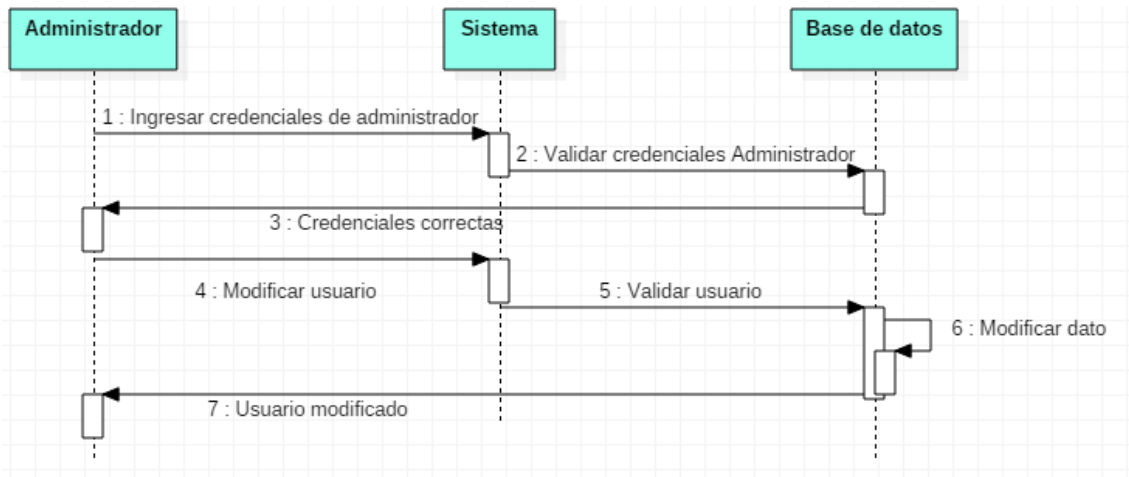 Administrador
Sistema
Base de datos
1 : Ingresar credenciales de administrador
2 : Validar credenciales Administrador
3 : Credenciales correctas
4 : Modificar usuario
5 : Validar usuario
6 : Modificar dato
7 : Usuario modificado